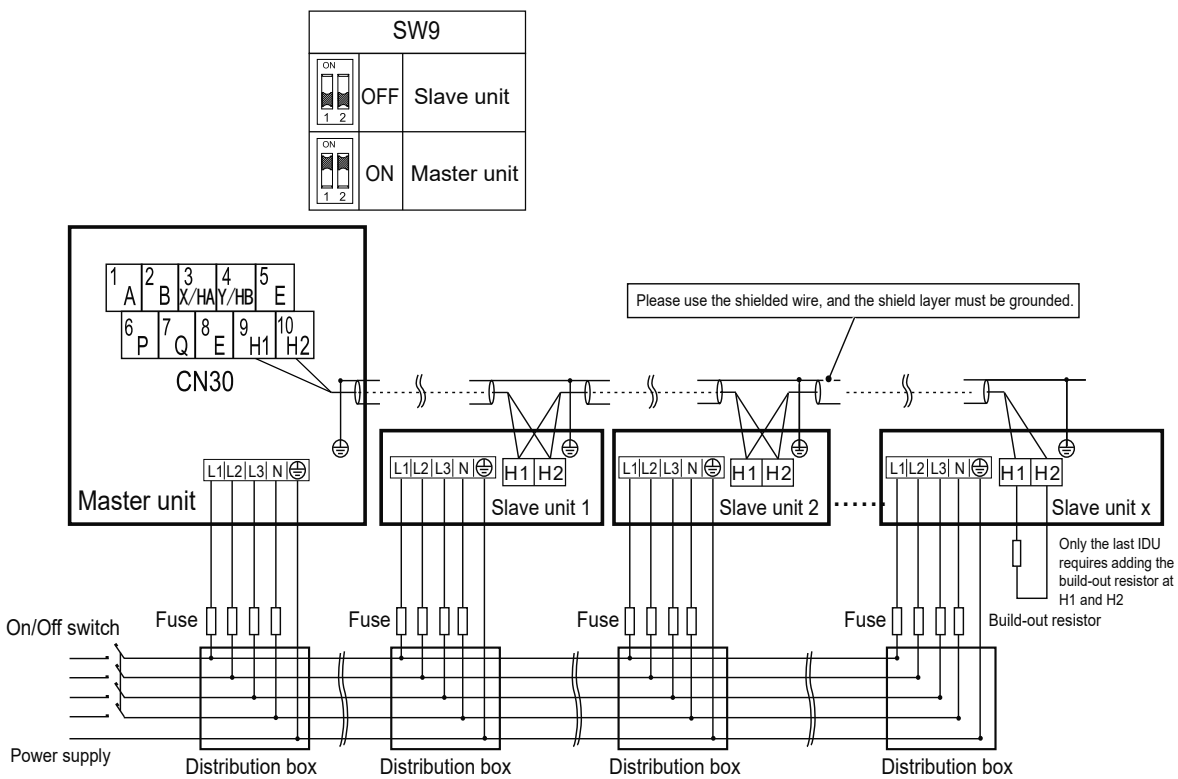 SW9
ON
1 2
OFF
Slave unit
ON
1 2
ON
Master unit
1 A 2 B 3 X/HA 4 Y/HB 5 E
6 P 7 Q 8 E 9 H1 10 H2
CN30
Please use the shielded wire, and the shield layer must be grounded.
L1 L2 L3 N
Master unit
L1 L2 L3 N
H1 H2
Slave unit 1
L1 L2 L3 N
H1 H2
Slave unit 2
L1 L2 L3 N
H1 H2
Slave unit x
Only the last IDU
requires adding the
build-out resistor at
H1 and H2
Build-out resistor
On/Off switch
Fuse
Fuse
Fuse
Fuse
Power supply
Distribution box
Distribution box
Distribution box
Distribution box